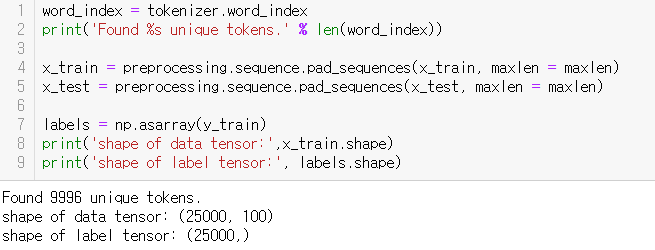 1 word_index = tokenizer.word_index
2 print('Found %s unique tokens.' % len(word_index))
3
4 x_train = preprocessing.sequence.pad_sequences(x_train, maxlen = maxlen)
5 x_test = preprocessing.sequence.pad_sequences(x_test, maxlen = maxlen)
6
7 labels = np.asarray(y_train)
8 print('shape of data tensor:',x_train.shape)
9 print('shape of label tensor:', labels.shape)
Found 9996 unique tokens.
shape of data tensor: (25000, 100)
shape of label tensor: (25000,)